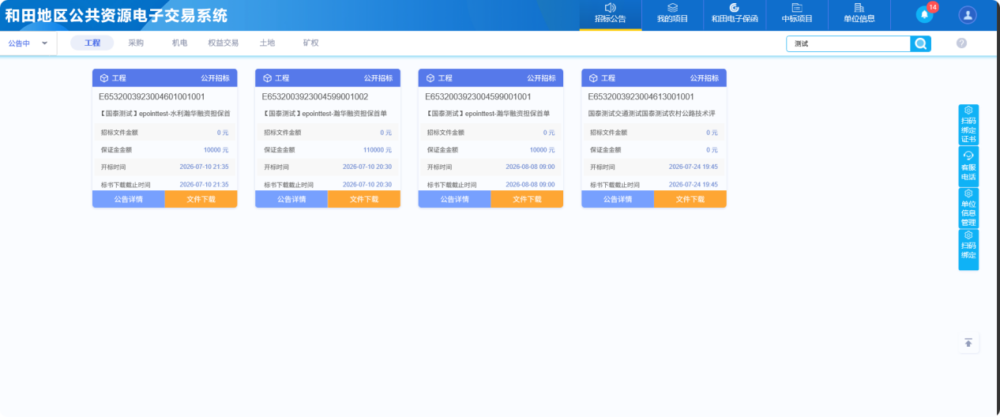 和田地区公共资源电子交易系统
招标公告
我的项目
和田电子保函
中标项目
单位信息
14
公告中
工程
采购
机电
权益交易
土地
矿权
测试
工程 公开招标
E6532003923004601001001
【国泰测试】epointtest-水利瀚华融资担保首
招标文件金额 0 元
保证金金额 10000 元
开标时间 2026-07-10 21:35
标书下载截止时间 2026-07-10 21:35
公告详情 文件下载
工程 公开招标
E6532003923004599001002
【国泰测试】epointtest-瀚华融资担保首单
招标文件金额 0 元
保证金金额 110000 元
开标时间 2026-07-10 20:30
标书下载截止时间 2026-07-10 20:30
公告详情 文件下载
工程 公开招标
E6532003923004599001001
【国泰测试】epointtest-瀚华融资担保首单
招标文件金额 0 元
保证金金额 10000 元
开标时间 2026-08-08 09:00
标书下载截止时间 2026-08-08 09:00
公告详情 文件下载
工程 公开招标
E6532003923004613001001
国泰测试交通测试国泰测试农村公路技术评
招标文件金额 0 元
保证金金额 0 元
开标时间 2026-07-24 19:45
标书下载截止时间 2026-07-24 19:45
公告详情 文件下载
扫码
绑定
证书
客服
电话
单位
信息
管理
扫码
绑定